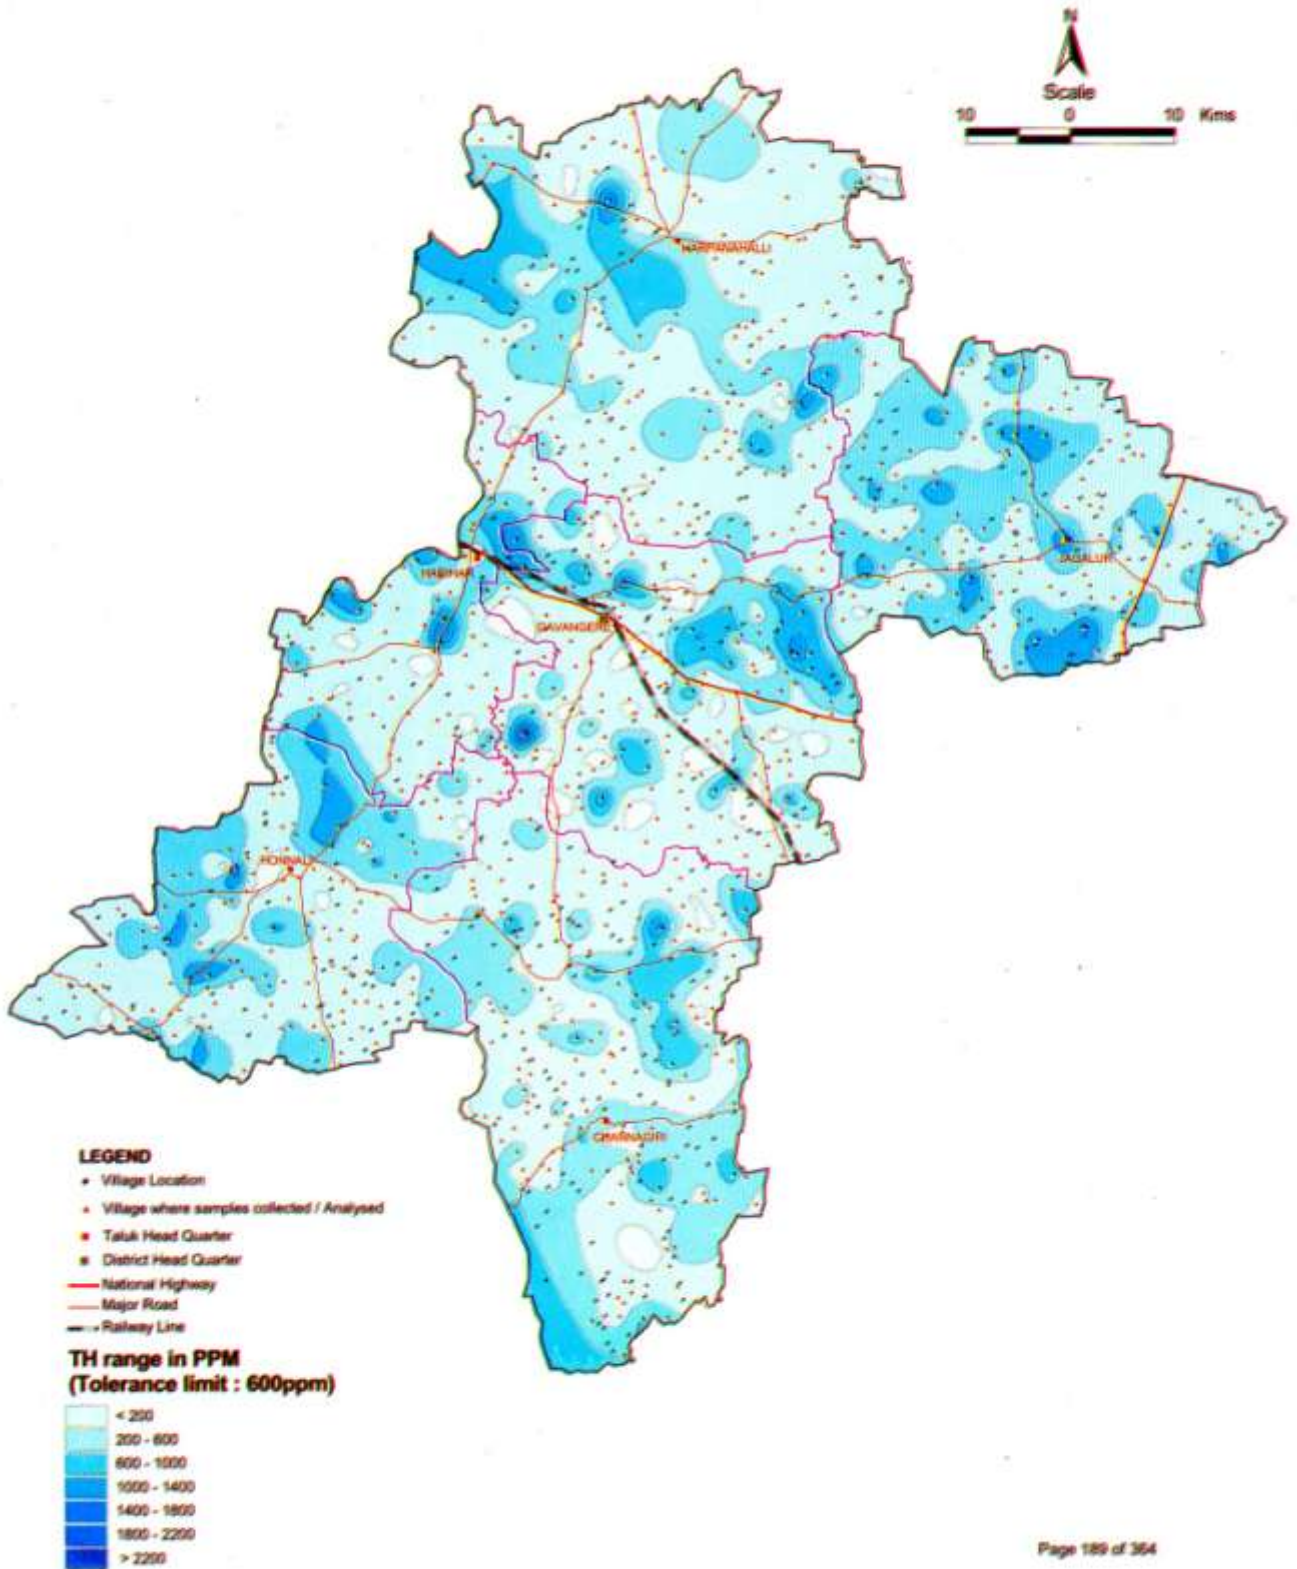 N
Scale
10 0 10 Kms
HARPANAHALLI
JAGALUR
HARIHAR
DAVANGERE
HONNALI
CHANNAGIRI
LEGEND
Village Location
Village where samples collected / Analysed
Taluk Head Quarter
District Head Quarter
National Highway
Major Road
Railway Line
TH range in PPM
(Tolerance limit : 600ppm)
< 200
200 - 600
600 - 1000
1000 - 1400
1400 - 1800
1800 - 2200
> 2200
Page 189 of 364